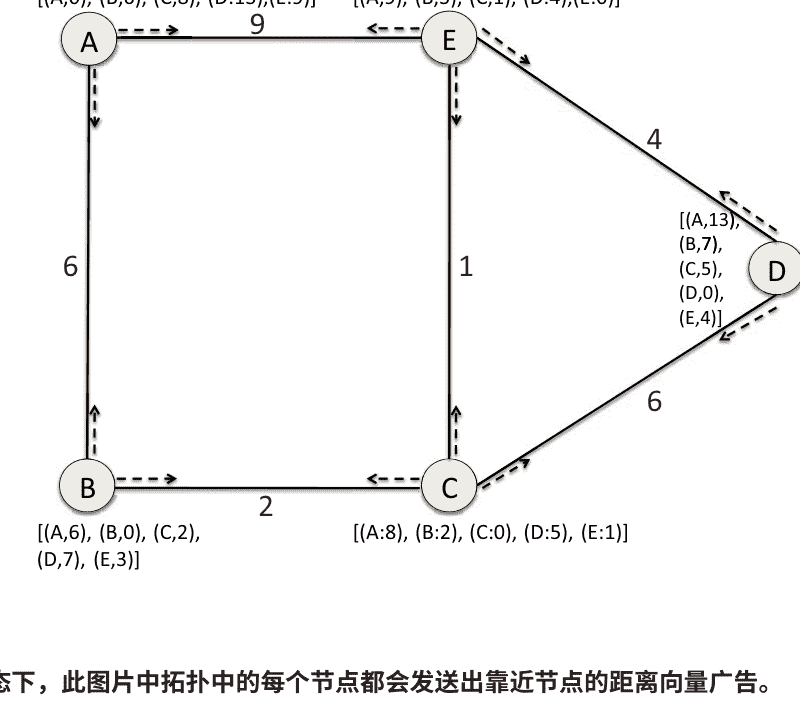 A
9
E
4
[(A,13),
(B,7),
(C,5),
(D,0),
(E,4)]
D
6
1
6
B
2
C
[(A,6), (B,0), (C,2),
(D,7), (E,3)]
[(A:8), (B:2), (C:0), (D:5), (E:1)]
态下，此图片中拓扑中的每个节点都会发送出靠近节点的距离向量广告。